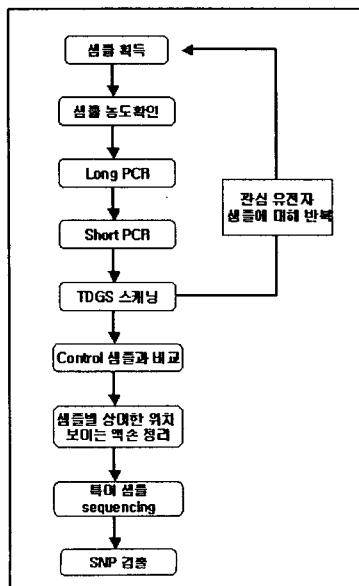 샘플 획득
샘플 농도확인
Long PCR
Short PCR
관심 유전자
샘플에 대해 반복
TDGS 스캐닝
Control 샘플과 비교
샘플별 상이한 위치
보이는 엑손 정리
특이 샘플
sequencing
SNP 검출